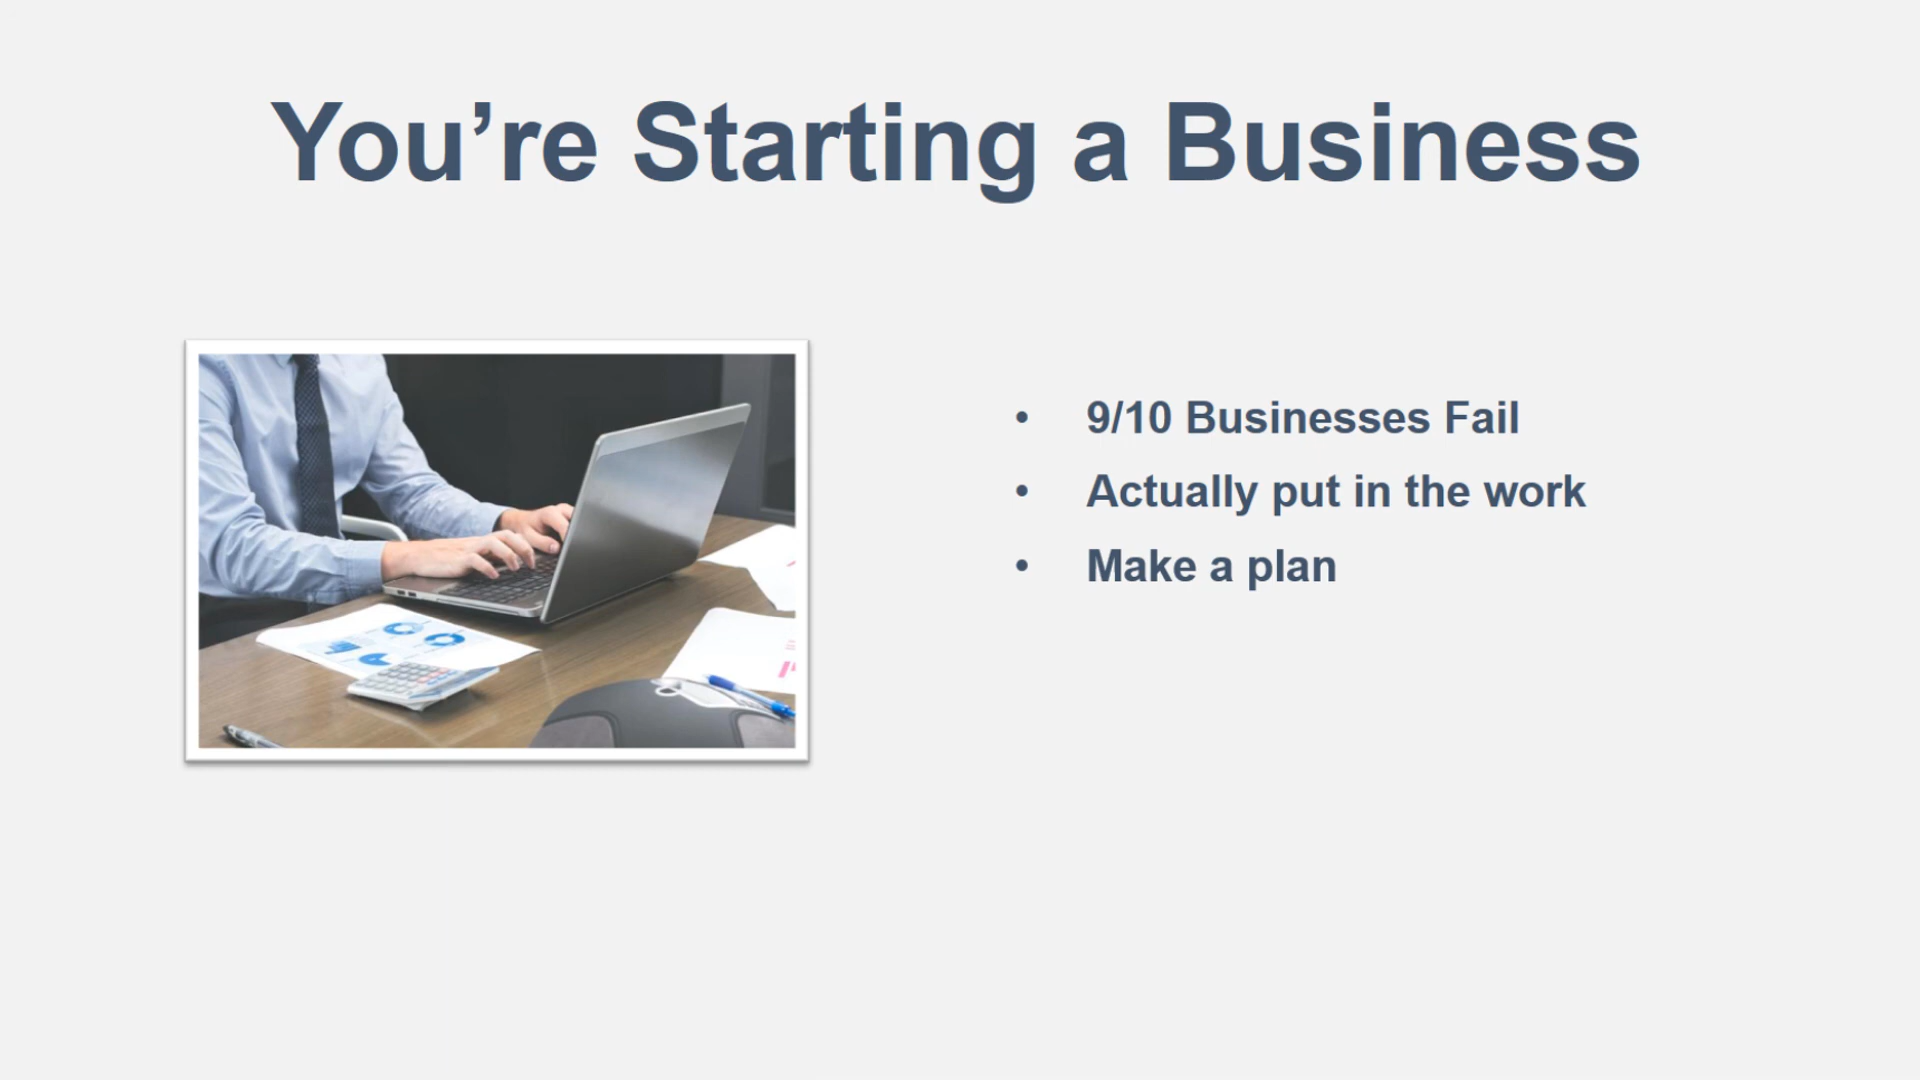 You’re Starting a Business
• 9/10 Businesses Fail
• Actually put in the work
• Make a plan